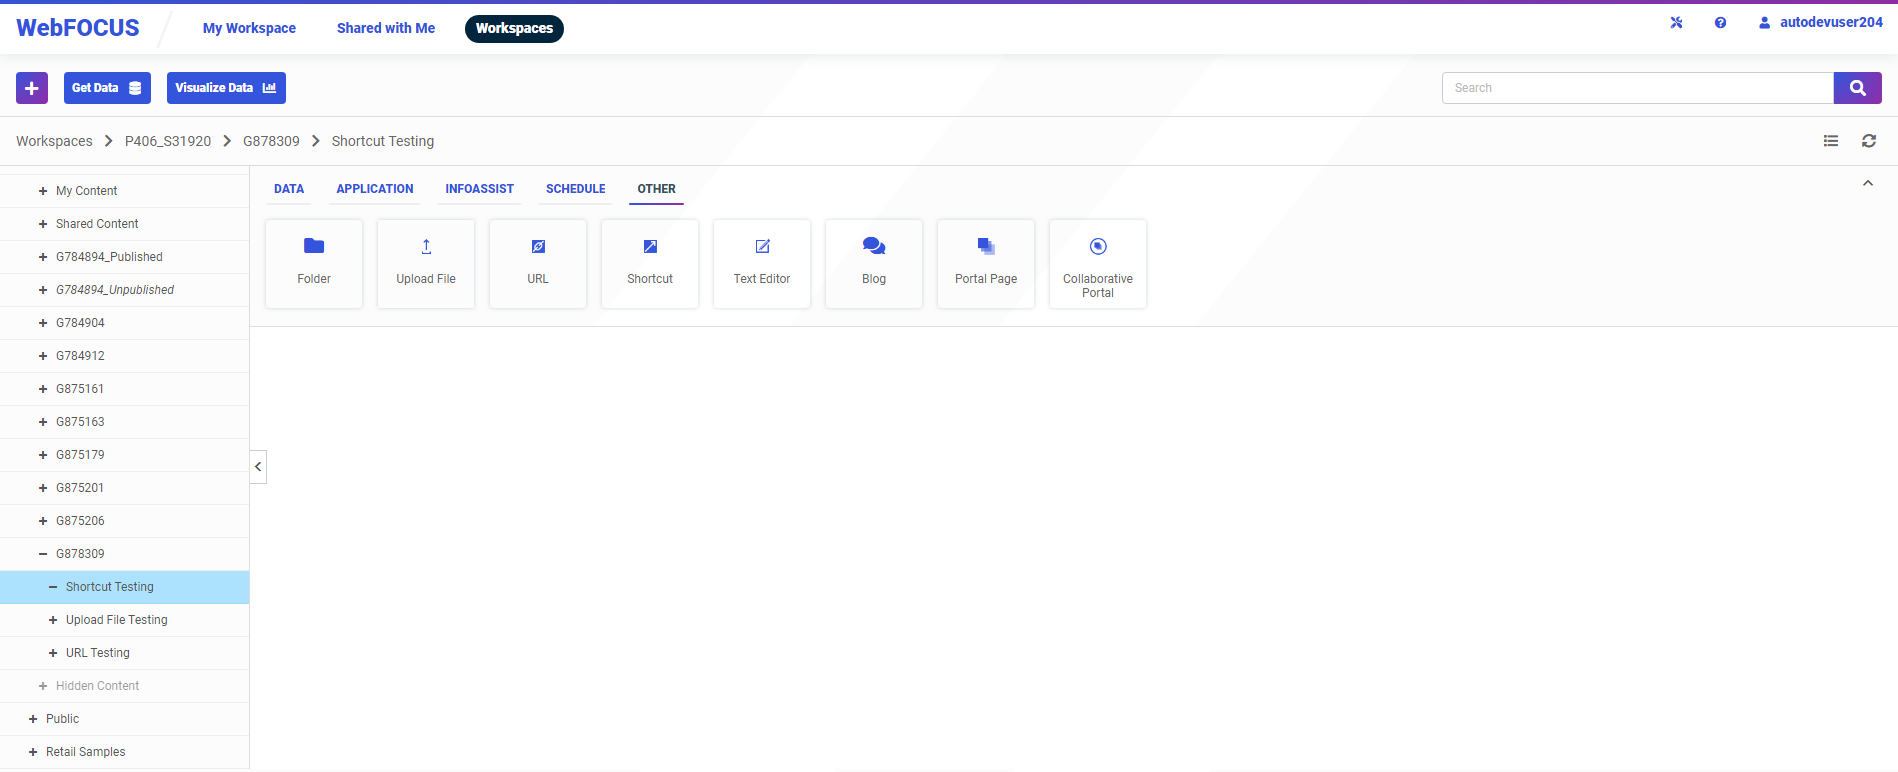 WebFOCUS
My Workspace
Shared with Me
Workspaces
autodevuser204
Get Data
Visualize Data
Search
Workspaces
P406_S31920
G878309
Shortcut Testing
My Content
Shared Content
G784894_Published
G784894_Unpublished
G784904
G784912
G875161
G875163
G875179
G875201
G875206
G878309
Shortcut Testing
Upload File Testing
URL Testing
Hidden Content
Public
Retail Samples
DATA
APPLICATION
INFOASSIST
SCHEDULE
OTHER
Folder
Upload File
URL
Shortcut
Text Editor
Blog
Portal Page
Collaborative
Portal